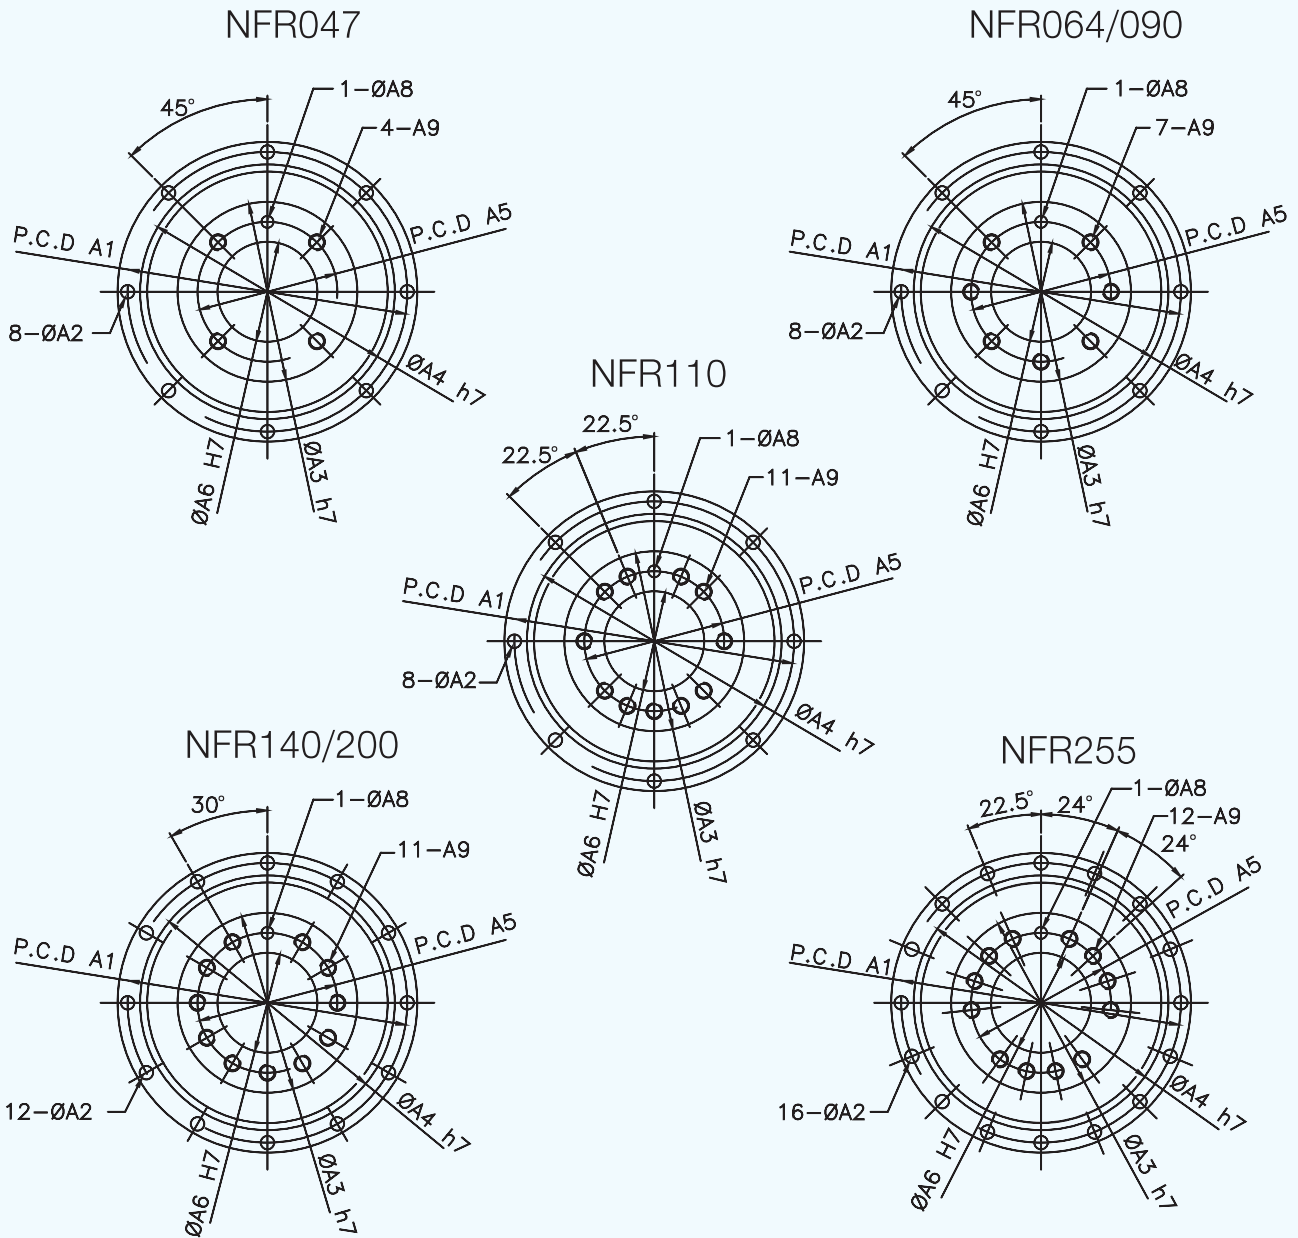 NFR047
45°
1-ØA8
4-A9
P.C.D A1
P.C.D A5
8-ØA2
ØA4 h7
ØA6 H7
ØA3 h7
NFR064/090
45°
1-ØA8
7-A9
P.C.D A1
P.C.D A5
8-ØA2
ØA4 h7
ØA6 H7
ØA3 h7
NFR110
22.5°
22.5°
1-ØA8
11-A9
P.C.D A1
P.C.D A5
8-ØA2
ØA4 h7
ØA6 H7
ØA3 h7
NFR140/200
30°
1-ØA8
11-A9
P.C.D A1
P.C.D A5
12-ØA2
ØA4 h7
ØA6 H7
ØA3 h7
NFR255
22.5°
24°
1-ØA8
12-A9
24°
P.C.D A1
P.C.D A5
16-ØA2
ØA4 h7
ØA6 H7
ØA3 h7